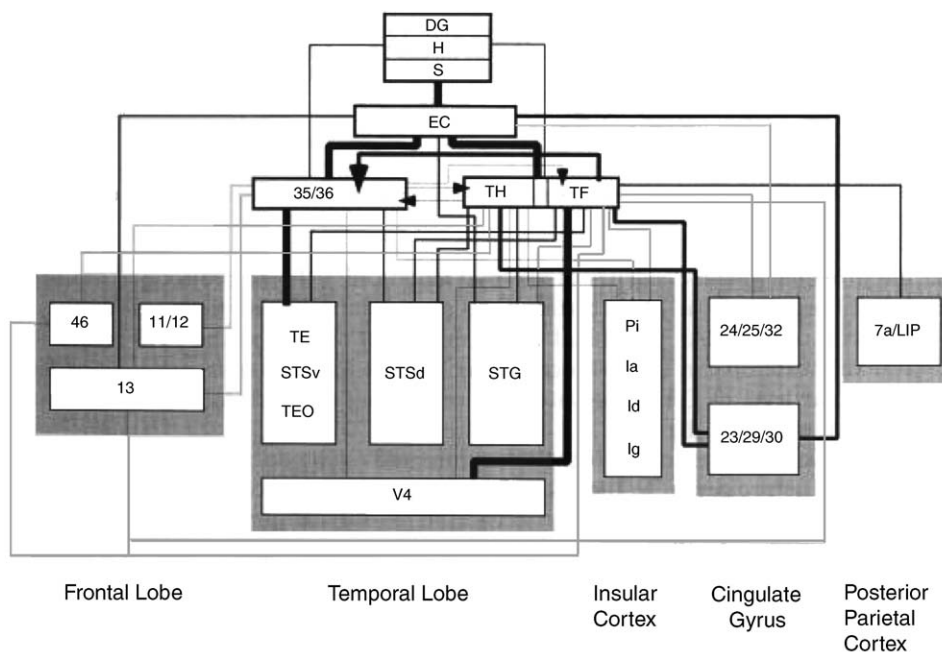 DG
H
S
EC
35/36
TH
TF
46
11/12
13
TE
STSv
TEO
STSd
STG
V4
Pi
Ia
Id
Ig
24/25/32
23/29/30
7a/LIP
Frontal Lobe
Temporal Lobe
Insular
Cortex
Cingulate
Gyrus
Posterior
Parietal
Cortex